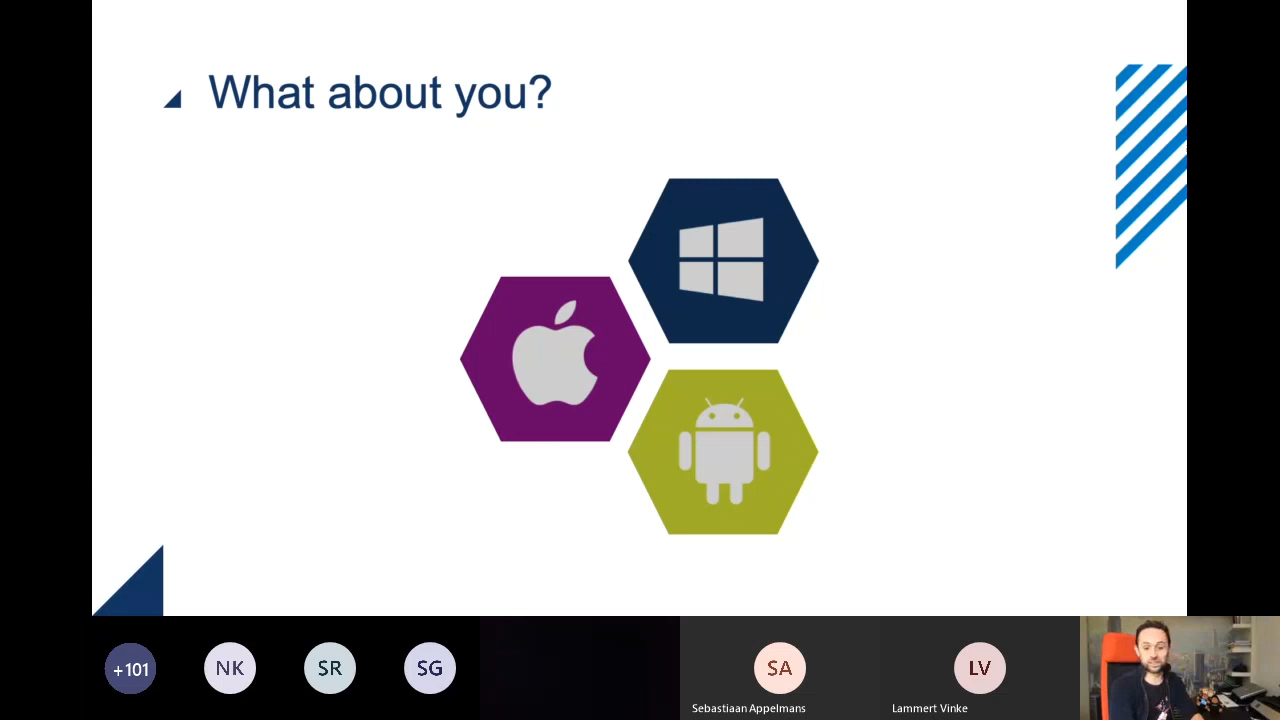 What about you?
+101
NK
SR
SG
SA
LV
Sebastiaan Appelmans
Lammert Vinke